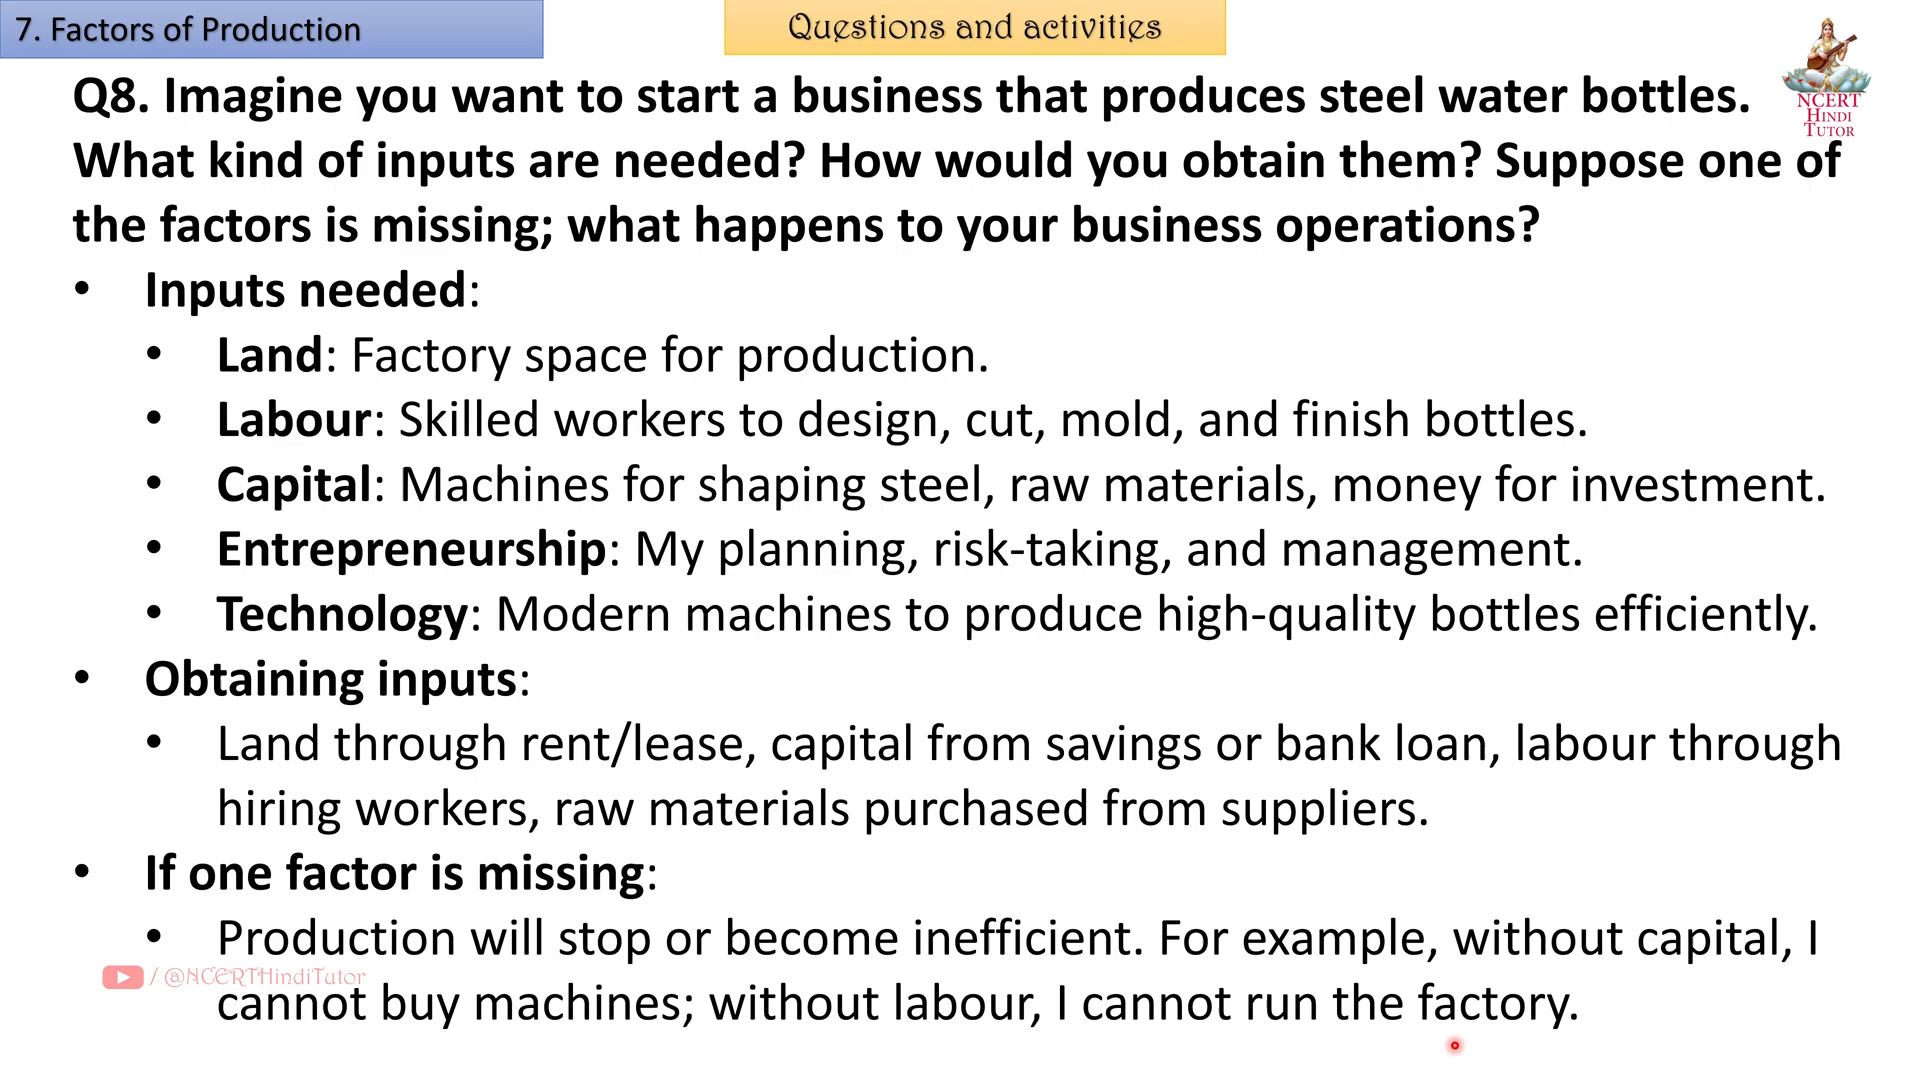 7. Factors of Production
Questions and activities
NCERT
HINDI
TUTOR
Q8. Imagine you want to start a business that produces steel water bottles.
What kind of inputs are needed? How would you obtain them? Suppose one of
the factors is missing; what happens to your business operations?
• Inputs needed:
• Land: Factory space for production.
• Labour: Skilled workers to design, cut, mold, and finish bottles.
• Capital: Machines for shaping steel, raw materials, money for investment.
• Entrepreneurship: My planning, risk-taking, and management.
• Technology: Modern machines to produce high-quality bottles efficiently.
• Obtaining inputs:
• Land through rent/lease, capital from savings or bank loan, labour through
hiring workers, raw materials purchased from suppliers.
• If one factor is missing:
• Production will stop or become inefficient. For example, without capital, I
/ @NCERTHindiTutor
cannot buy machines; without labour, I cannot run the factory.